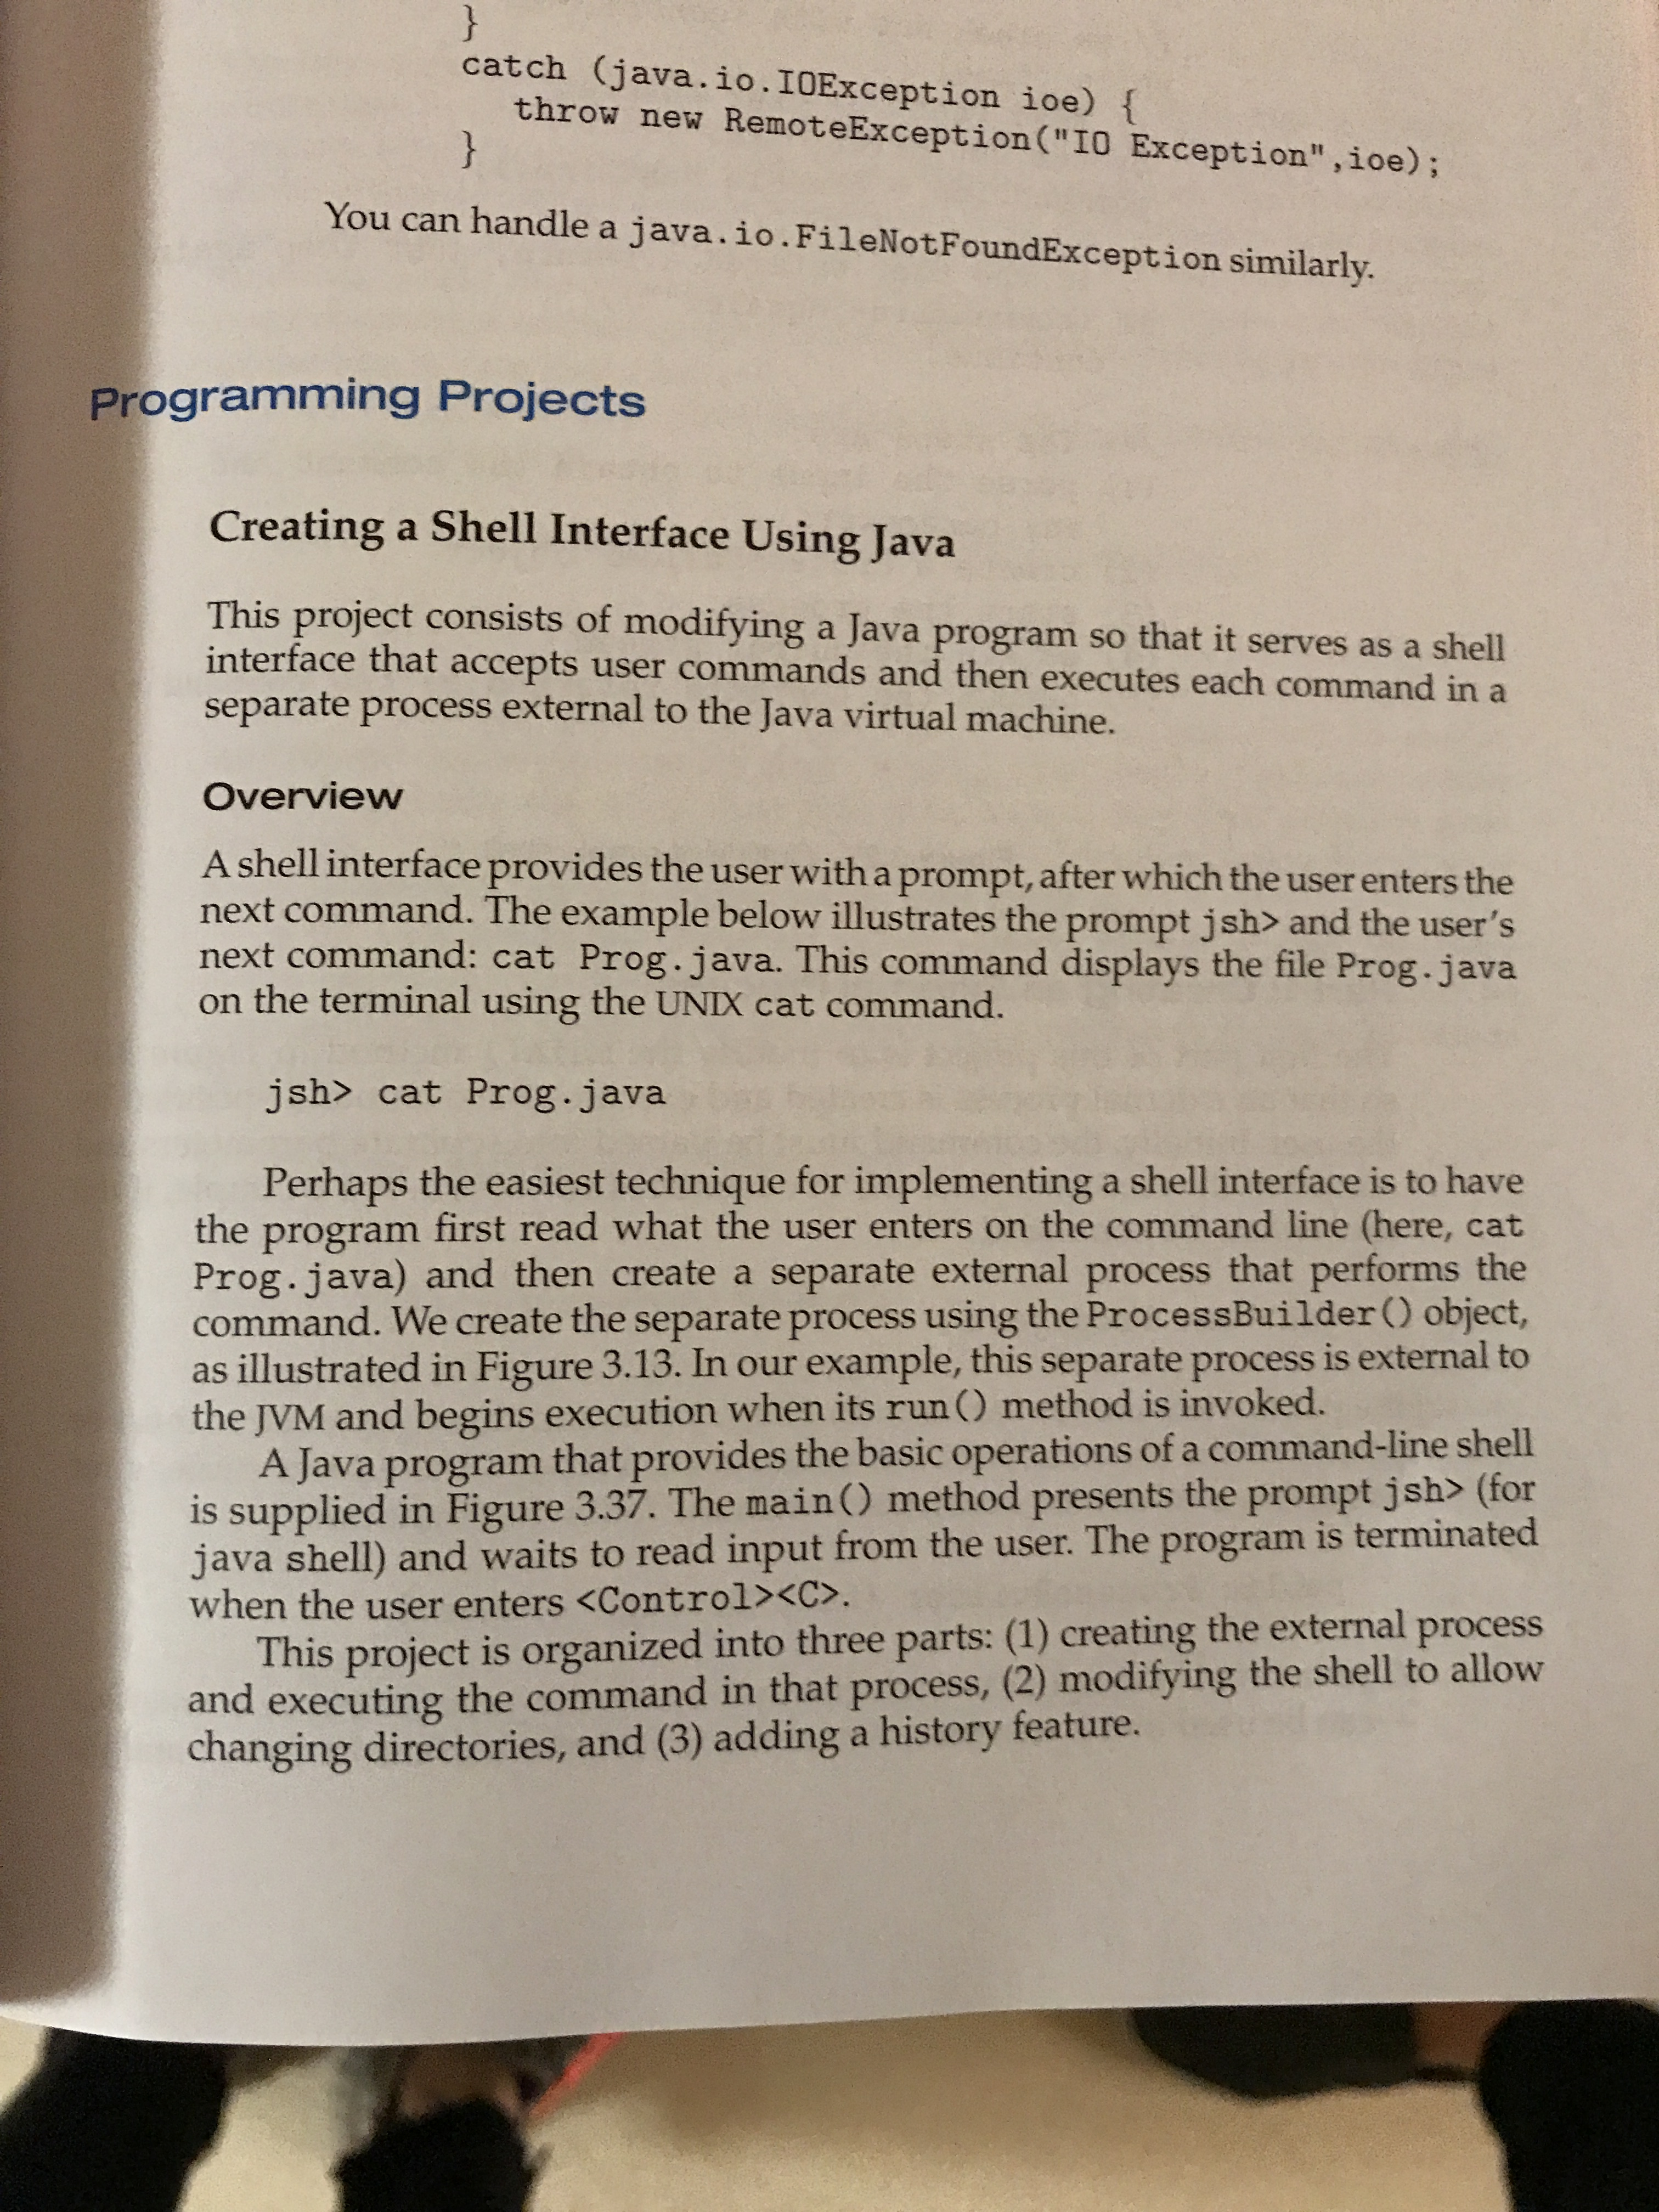 }
catch (java.io.IOException ioe) {
throw new RemoteException("IO Exception",ioe);
}
You can handle a java.io.FileNotFoundException similarly.
Programming Projects
Creating a Shell Interface Using Java
This project consists of modifying a Java program so that it serves as a shell
interface that accepts user commands and then executes each command in a
separate process external to the Java virtual machine.
Overview
A shell interface provides the user with a prompt, after which the user enters the
next command. The example below illustrates the prompt jsh> and the user's
next command: cat Prog.java. This command displays the file Prog.java
on the terminal using the UNIX cat command.
jsh> cat Prog.java
Perhaps the easiest technique for implementing a shell interface is to have
the program first read what the user enters on the command line (here, cat
Prog.java) and then create a separate external process that performs the
command. We create the separate process using the ProcessBuilder() object,
as illustrated in Figure 3.13. In our example, this separate process is external to
the JVM and begins execution when its run() method is invoked.
A Java program that provides the basic operations of a command-line shell
is supplied in Figure 3.37. The main() method presents the prompt jsh> (for
java shell) and waits to read input from the user. The program is terminated
when the user enters <Control><C>.
This project is organized into three parts: (1) creating the external process
and executing the command in that process, (2) modifying the shell to allow
changing directories, and (3) adding a history feature.